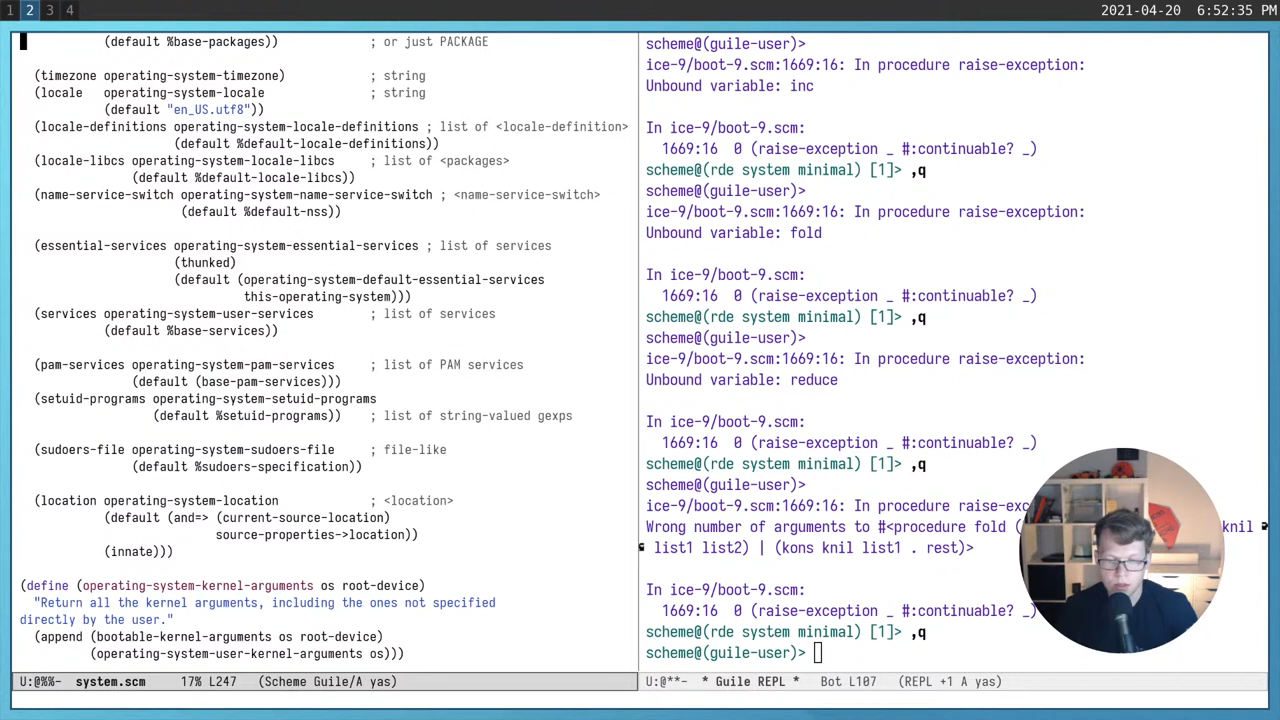 1 2 3 4
2021-04-20 6:52:35 PM
(default %base-packages)) ; or just PACKAGE
(timezone operating-system-timezone) ; string
(locale operating-system-locale ; string
(default "en_US.utf8"))
(locale-definitions operating-system-locale-definitions ; list of <locale-definition>
(default %default-locale-definitions))
(locale-libcs operating-system-locale-libcs ; list of <packages>
(default %default-locale-libcs))
(name-service-switch operating-system-name-service-switch ; <name-service-switch>
(default %default-nss))
(essential-services operating-system-essential-services ; list of services
(thunked)
(default (operating-system-default-essential-services
this-operating-system)))
(services operating-system-user-services ; list of services
(default %base-services))
(pam-services operating-system-pam-services ; list of PAM services
(default (base-pam-services)))
(setuid-programs operating-system-setuid-programs
(default %setuid-programs)) ; list of string-valued gexps
(sudoers-file operating-system-sudoers-file ; file-like
(default %sudoers-specification))
(location operating-system-location ; <location>
(default (and=> (current-source-location)
source-properties->location))
(innate)))
(define (operating-system-kernel-arguments os root-device)
"Return all the kernel arguments, including the ones not specified
directly by the user."
(append (bootable-kernel-arguments os root-device)
(operating-system-user-kernel-arguments os)))
U:@%%- system.scm 17% L247 (Scheme Guile/A yas)
scheme@(guile-user)>
ice-9/boot-9.scm:1669:16: In procedure raise-exception:
Unbound variable: inc
In ice-9/boot-9.scm:
1669:16 0 (raise-exception _ #:continuable? _)
scheme@(rde system minimal) [1]> ,q
scheme@(guile-user)>
ice-9/boot-9.scm:1669:16: In procedure raise-exception:
Unbound variable: fold
In ice-9/boot-9.scm:
1669:16 0 (raise-exception _ #:continuable? _)
scheme@(rde system minimal) [1]> ,q
scheme@(guile-user)>
ice-9/boot-9.scm:1669:16: In procedure raise-exception:
Unbound variable: reduce
In ice-9/boot-9.scm:
1669:16 0 (raise-exception _ #:continuable? _)
scheme@(rde system minimal) [1]> ,q
scheme@(guile-user)>
ice-9/boot-9.scm:1669:16: In procedure raise-exc
Wrong number of arguments to #<procedure fold ( knil
list1 list2) | (kons knil list1 . rest)>
In ice-9/boot-9.scm:
1669:16 0 (raise-exception _ #:continuable? _)
scheme@(rde system minimal) [1]> ,q
scheme@(guile-user)>
U:@**- * Guile REPL * Bot L107 (REPL +1 A yas)